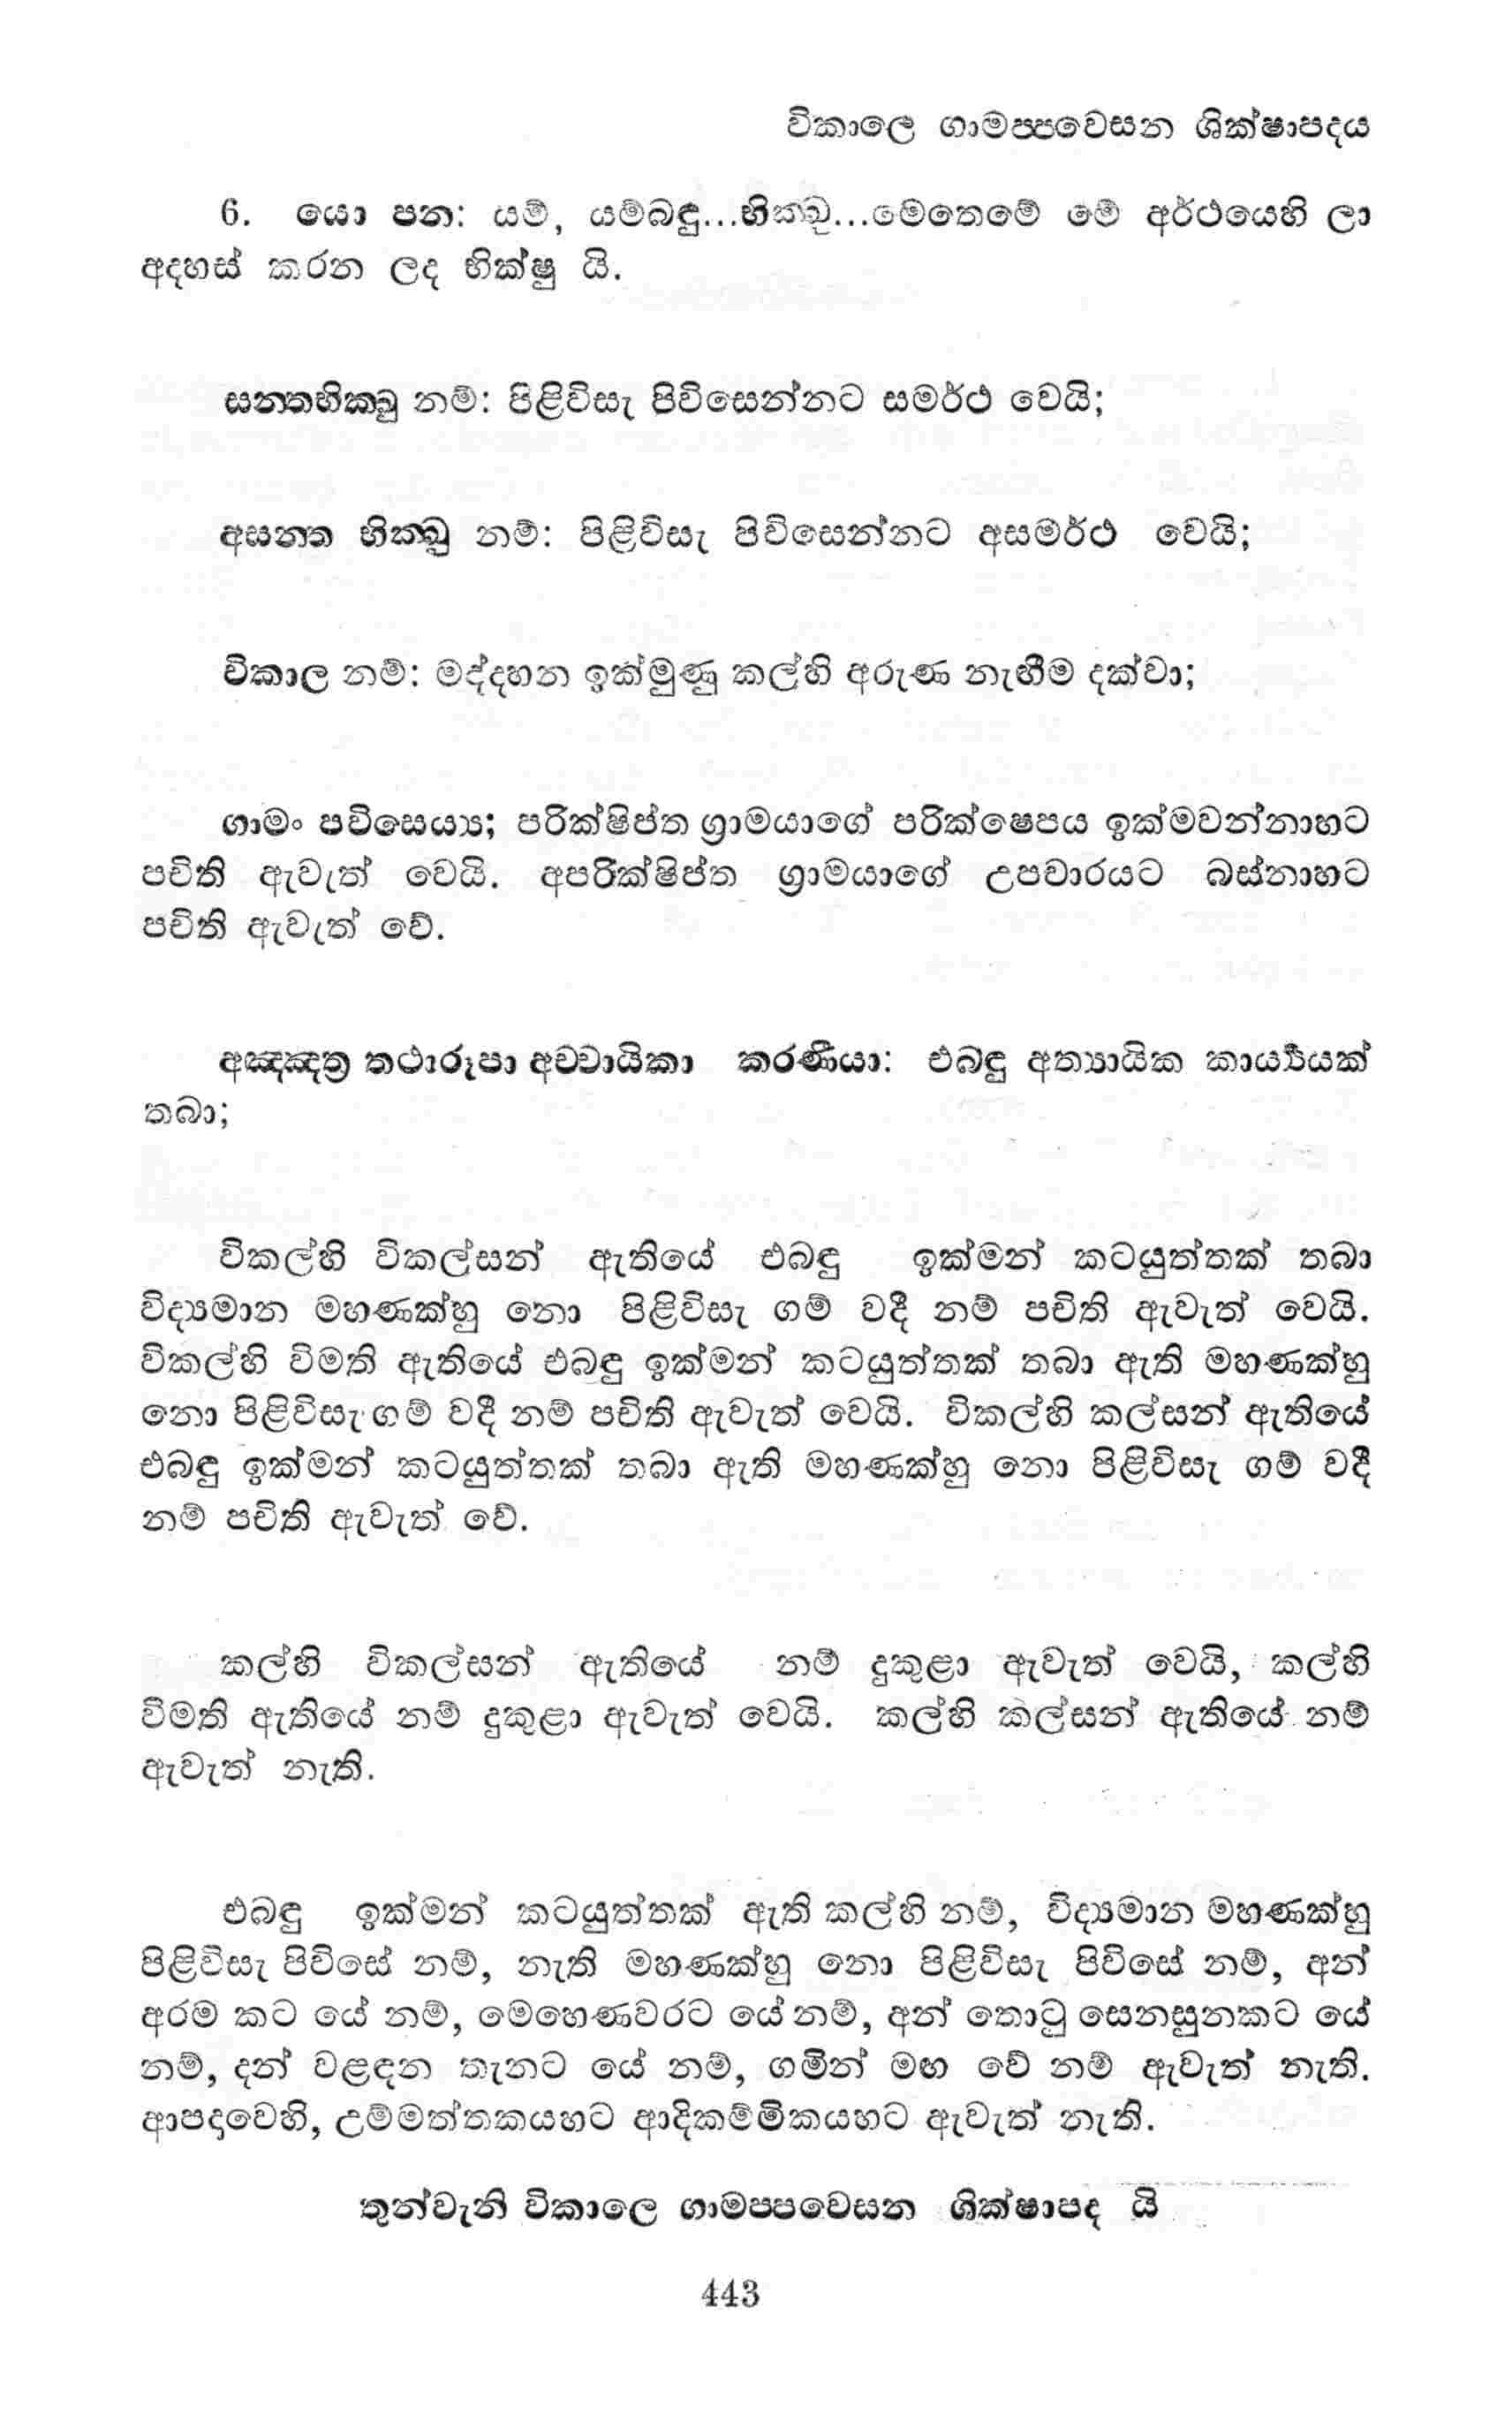 විකාලෙ ගාමප්පවෙසන ශික්ෂාපදය
6. යො පන: යම්, යම්බඳු...භික්ඛු...මෙතෙමේ මේ අර්ථයෙහි ලා
අදහස් කරන ලද භික්ෂු යි.
සන්තභික්ඛු නම්: පිළිවිසැ පිවිසෙන්නට සමර්ථ වෙයි;
අසන්ත භික්ඛු නම්: පිළිවිසැ පිවිසෙන්නට අසමර්ථ වෙයි;
විකාල නම්: මද්දහන ඉක්මුණු කල්හි අරුණ නැඟීම දක්වා;
ගාමං පවිසෙය්‍ය; පරික්ෂිප්ත ග්‍රාමයාගේ පරික්ෂෙපය ඉක්මවන්නාහට
පචිති ඇවැත් වෙයි. අපරික්ෂිප්ත ග්‍රාමයාගේ උපචාරයට බස්නාහට
පචිති ඇවැත් වේ.
අඤ්ඤත්‍ර තථාරූපා අච්චායිකා කරණීයා: එබඳු අත්‍යායික කාර්‍ය්‍යයක්
තබා;
විකල්හි විකල්සන් ඇතියේ එබඳු ඉක්මන් කටයුත්තක් තබා
විද්‍යමාන මහණක්හු නො පිළිවිසැ ගම් වදී නම් පචිති ඇවැත් වෙයි.
විකල්හි විමති ඇතියේ එබඳු ඉක්මන් කටයුත්තක් තබා ඇති මහණක්හු
නො පිළිවිසැ ගම් වදී නම් පචිති ඇවැත් වෙයි. විකල්හි කල්සන් ඇතියේ
එබඳු ඉක්මන් කටයුත්තක් තබා ඇති මහණක්හු නො පිළිවිසැ ගම් වදී
නම් පචිති ඇවැත් වේ.
කල්හි විකල්සන් ඇතියේ නම් දුකුළා ඇවැත් වෙයි, කල්හි
විමති ඇතියේ නම් දුකුළා ඇවැත් වෙයි. කල්හි කල්සන් ඇතියේ නම්
ඇවැත් නැති.
එබඳු ඉක්මන් කටයුත්තක් ඇති කල්හි නම්, විද්‍යමාන මහණක්හු
පිළිවිසැ පිවිසේ නම්, නැති මහණක්හු නො පිළිවිසැ පිවිසේ නම්, අන්
අරම කට යේ නම්, මෙහෙණවරට යේ නම්, අන් තොටු සෙනසුනකට යේ
නම්, දන් වළඳන තැනට යේ නම්, ගමින් මඟ වේ නම් ඇවැත් නැති.
ආපදාවෙහි, උම්මත්තකයහට ආදිකම්මිකයහට ඇවැත් නැති.
තුන්වැනි විකාලෙ ගාමප්පවෙසන ශික්ෂාපද යි
443